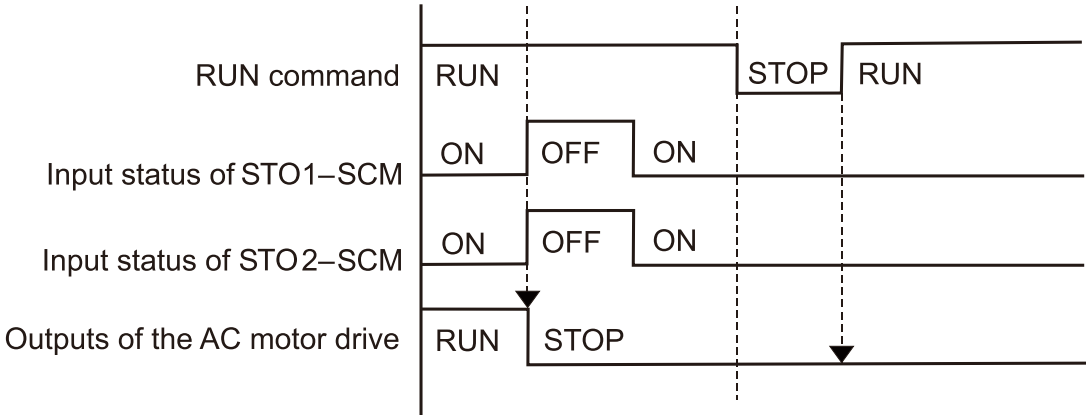 RUN command RUN STOP RUN
Input status of STO1–SCM ON OFF ON
Input status of STO2–SCM ON OFF ON
Outputs of the AC motor drive RUN STOP